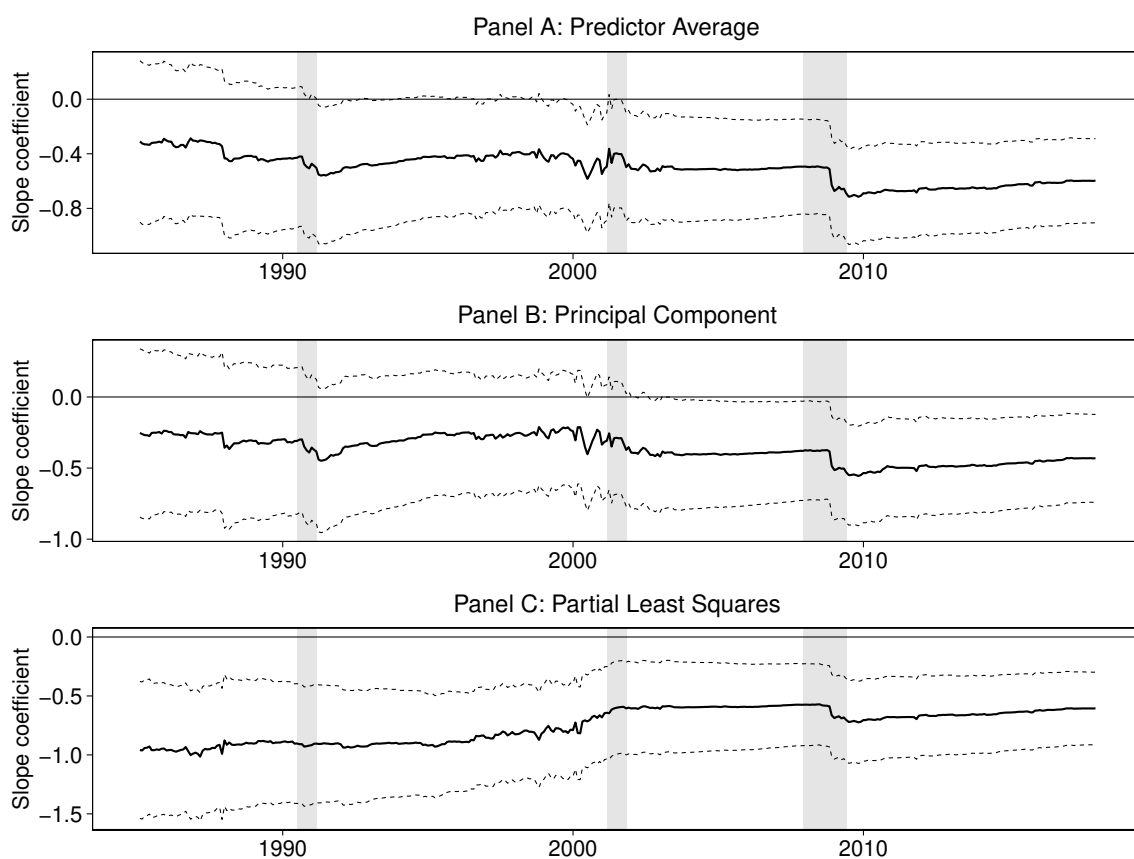 Panel A: Predictor Average
Slope coefficient
0.0
−0.4
−0.8
1990 2000 2010
Panel B: Principal Component
Slope coefficient
0.0
−0.5
−1.0
1990 2000 2010
Panel C: Partial Least Squares
Slope coefficient
0.0
−0.5
−1.0
−1.5
1990 2000 2010